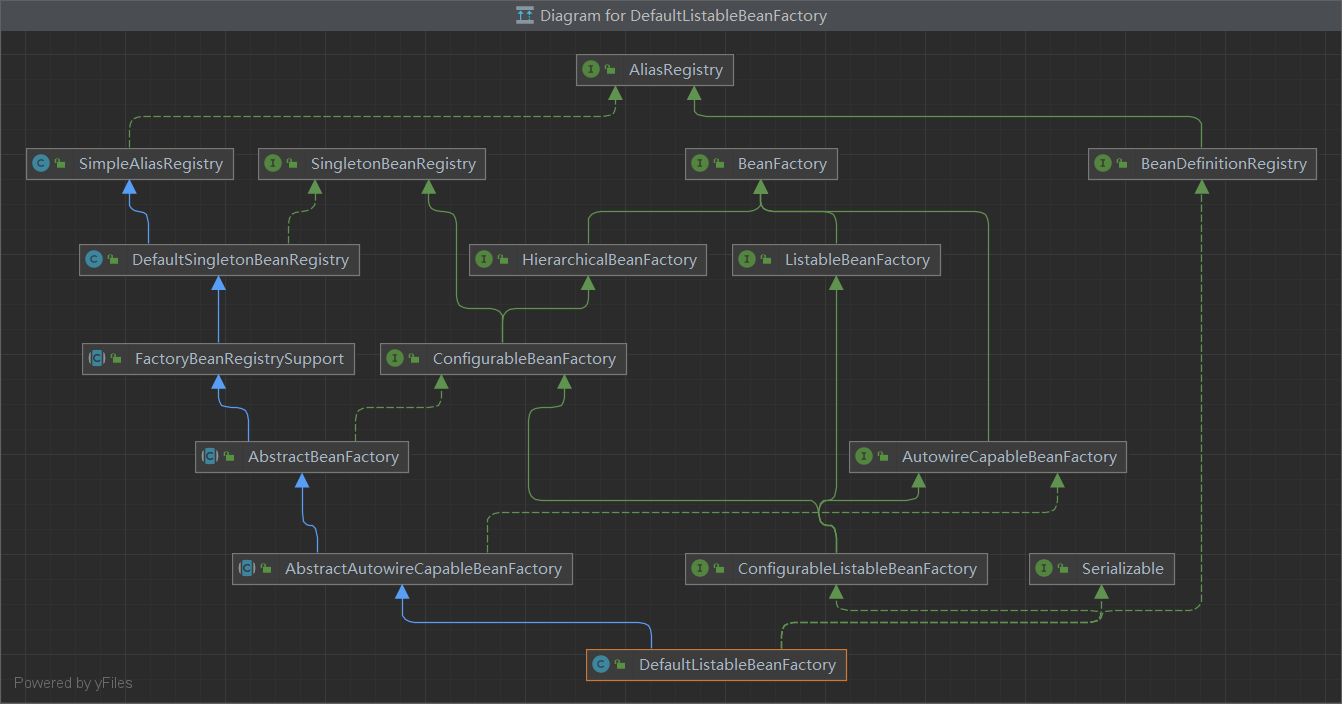 Diagram for DefaultListableBeanFactory
I AliasRegistry
C SimpleAliasRegistry
I SingletonBeanRegistry
I BeanFactory
I BeanDefinitionRegistry
C DefaultSingletonBeanRegistry
I HierarchicalBeanFactory
I ListableBeanFactory
C FactoryBeanRegistrySupport
I ConfigurableBeanFactory
C AbstractBeanFactory
I AutowireCapableBeanFactory
C AbstractAutowireCapableBeanFactory
I ConfigurableListableBeanFactory
I Serializable
C DefaultListableBeanFactory
Powered by yFiles